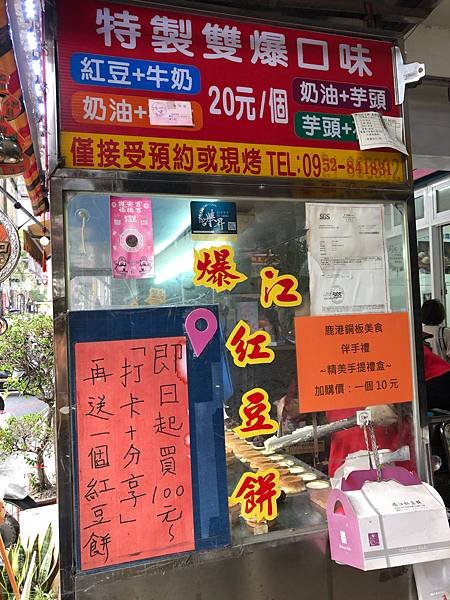 特製雙爆口味
紅豆+牛奶
奶油+
20元/個
奶油+芋頭
芋頭+
僅接受預約或現烤 TEL:0952-8418812
SGS
爆
江
紅
豆
餅
鹿港銅板美食
伴手禮
~精美手提禮盒~
加購價：一個10元
即日起買100元~
「打卡+分享」
再送一個紅豆餅